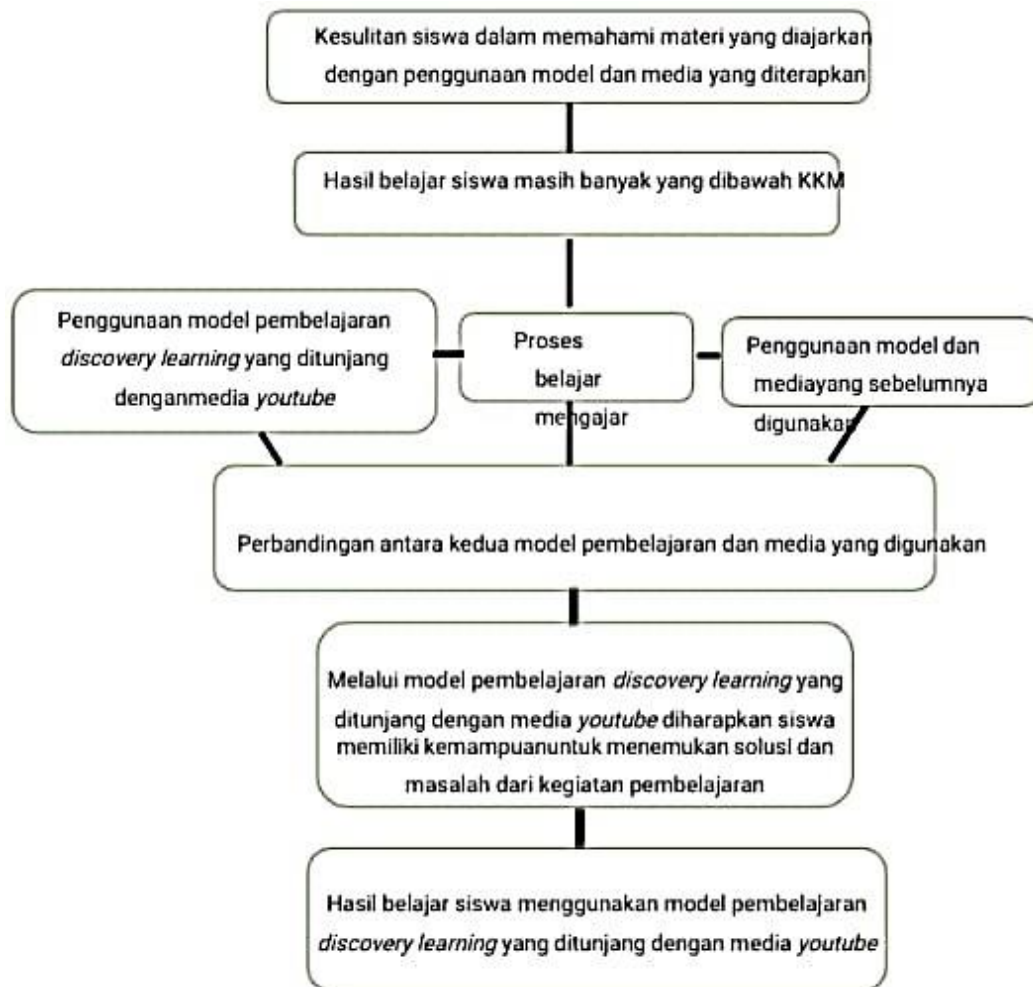 Kesulitan siswa dalam memahami materi yang diajarkan
dengan penggunaan model dan media yang diterapkan
Hasil belajar siswa masih banyak yang dibawah KKM
Penggunaan model pembelajaran
discovery learning yang ditunjang
denganmedia youtube
Proses
belajar
mengajar
Penggunaan model dan
mediayang sebelumnya
digunakan
Perbandingan antara kedua model pembelajaran dan media yang digunakan
Melalui model pembelajaran discovery learning yang
ditunjang dengan media youtube diharapkan siswa
memiliki kemampuanuntuk menemukan solusi dan
masalah dari kegiatan pembelajaran
Hasil belajar siswa menggunakan model pembelajaran
discovery learning yang ditunjang dengan media youtube